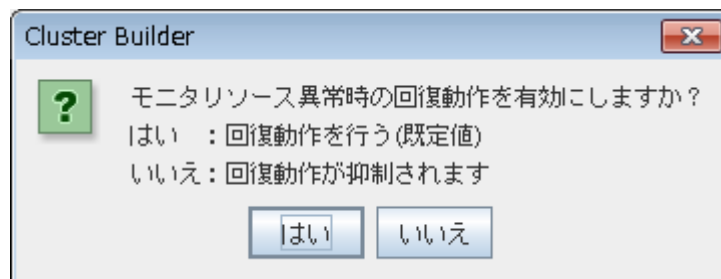 Cluster Builder
モニタリソース異常時の回復動作を有効にしますか？
はい　：回復動作を行う(既定値)
いいえ：回復動作が抑制されます
はい
いいえ